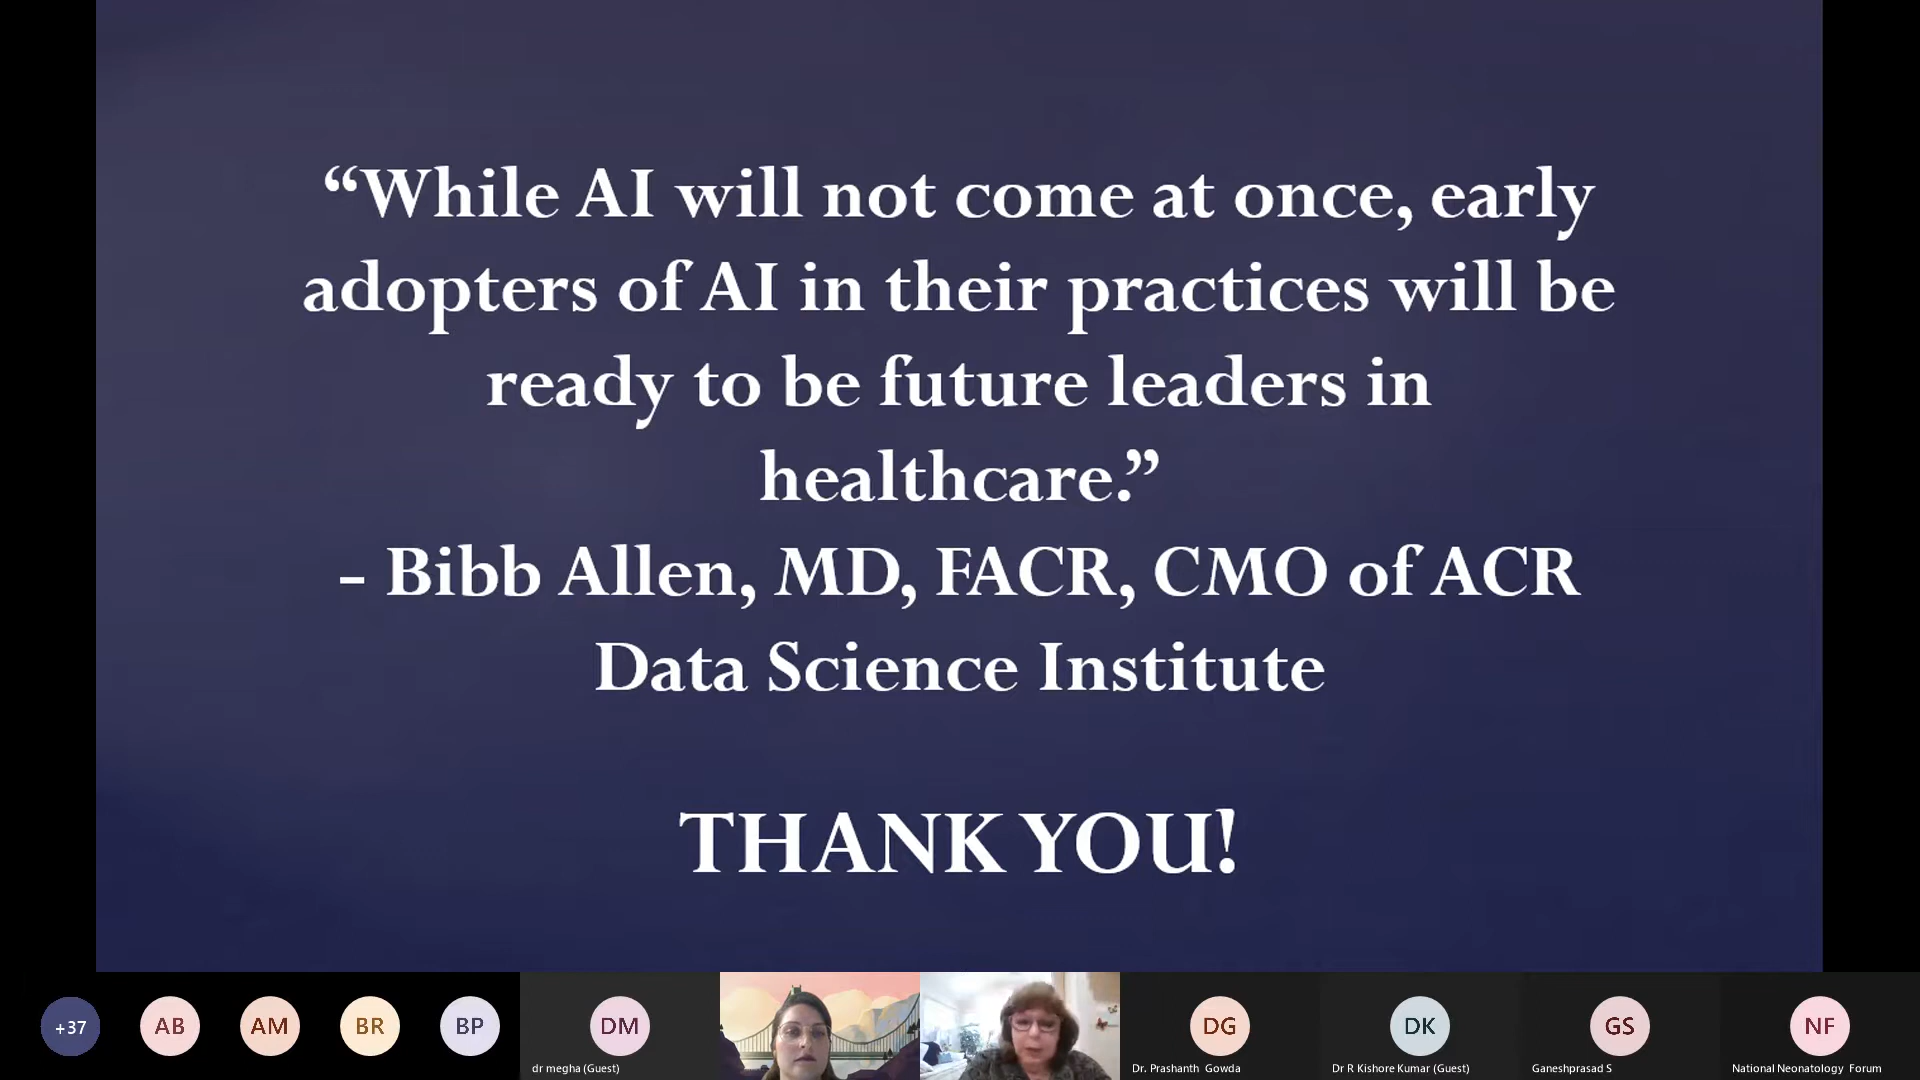 “While AI will not come at once, early
adopters of AI in their practices will be
ready to be future leaders in
healthcare.”
- Bibb Allen, MD, FACR, CMO of ACR
Data Science Institute
THANK YOU!
+37
AB
AM
BR
BP
DM
dr megha (Guest)
DG
Dr. Prashanth Gowda
DK
Dr R Kishore Kumar (Guest)
GS
Ganeshprasad S
NF
National Neonatology Forum